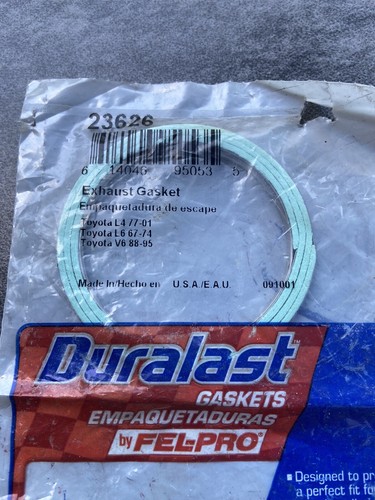 23626
6 14046 95053 5
Exhaust Gasket
Empaquetadura de escape
Toyota L4 77-01
Toyota L6 67-74
Toyota V6 88-95
Made In/Hecho en U.S.A./E.A.U. 091001
Duralast™
GASKETS
EMPAQUETADURAS
by FEL-PRO®
▪ Designed to pr
a perfect fit fo